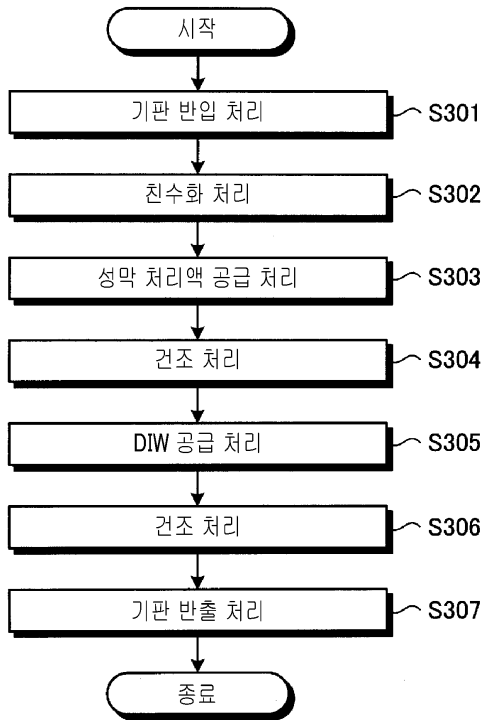 시작
기판 반입 처리 S301
친수화 처리 S302
성막 처리액 공급 처리 S303
건조 처리 S304
DIW 공급 처리 S305
건조 처리 S306
기판 반출 처리 S307
종료